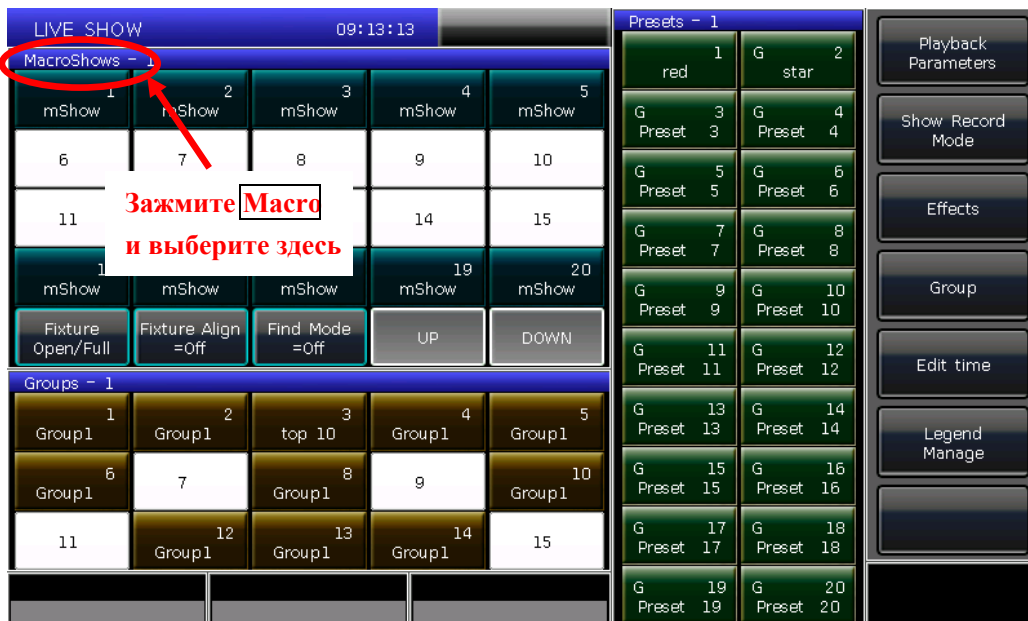 LIVE SHOW 09:13:13
MacroShows - 1
1 2 3 4 5
mShow mShow mShow mShow mShow
6 7 8 9 10
11 14 15
Зажмите Macro
и выберите здесь
1 19 20
mShow mShow mShow mShow mShow
Fixture Open/Full
Fixture Align =Off
Find Mode =Off
UP
DOWN
Groups - 1
1 2 3 4 5
Group1 Group1 top 10 Group1 Group1
6 7 8 9 10
Group1 Group1 Group1
11 12 13 14 15
Group1 Group1 Group1
Presets - 1
1 G 2
red star
G 3 G 4
Preset 3 Preset 4
G 5 G 6
Preset 5 Preset 6
G 7 G 8
Preset 7 Preset 8
G 9 G 10
Preset 9 Preset 10
G 11 G 12
Preset 11 Preset 12
G 13 G 14
Preset 13 Preset 14
G 15 G 16
Preset 15 Preset 16
G 17 G 18
Preset 17 Preset 18
G 19 G 20
Preset 19 Preset 20
Playback
Parameters
Show Record
Mode
Effects
Group
Edit time
Legend
Manage